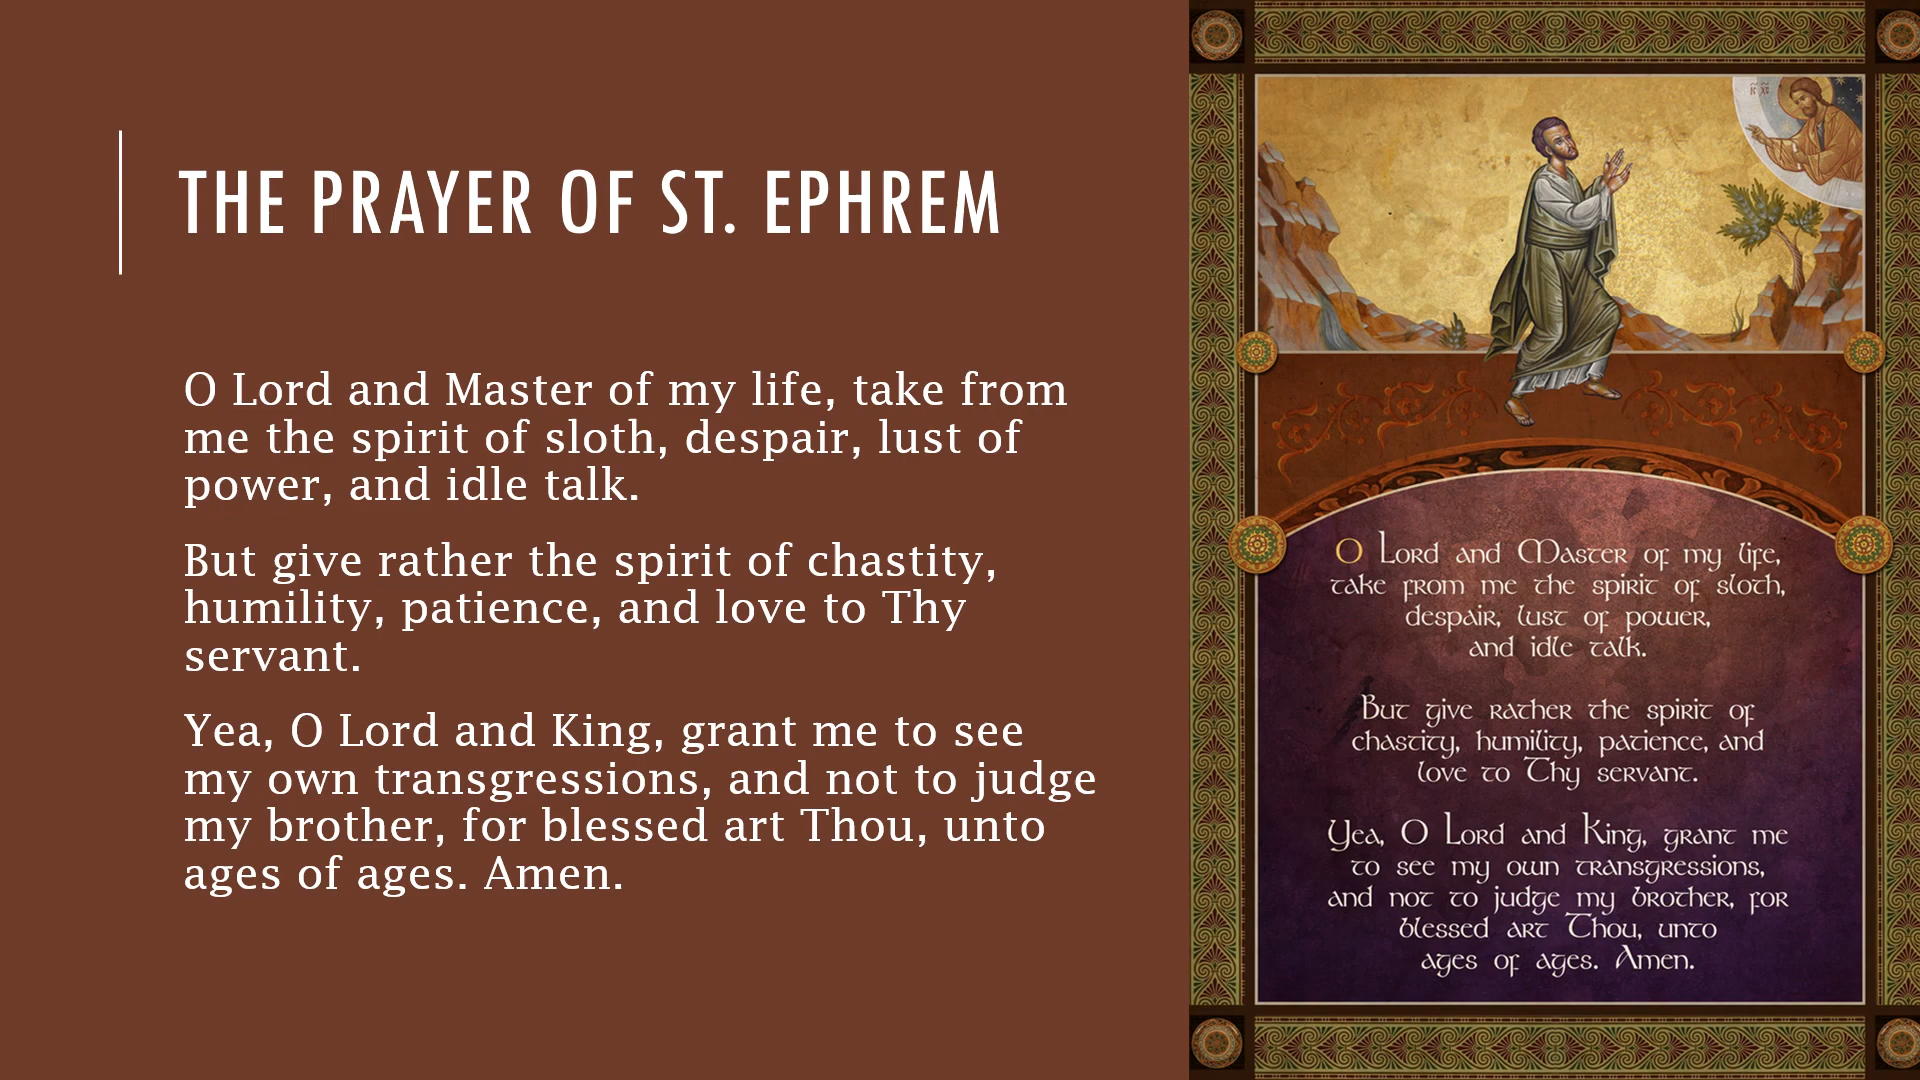 THE PRAYER OF ST. EPHREM
O Lord and Master of my life, take from
me the spirit of sloth, despair, lust of
power, and idle talk.
But give rather the spirit of chastity,
humility, patience, and love to Thy
servant.
Yea, O Lord and King, grant me to see
my own transgressions, and not to judge
my brother, for blessed art Thou, unto
ages of ages. Amen.
O Lord and Master of my life,
take from me the spirit of sloth,
despair, lust of power,
and idle talk.
But give rather the spirit of
chastity, humility, patience, and
love to Thy servant.
Yea, O Lord and King, grant me
to see my own transgressions,
and not to judge my brother, for
blessed art Thou, unto
ages of ages. Amen.